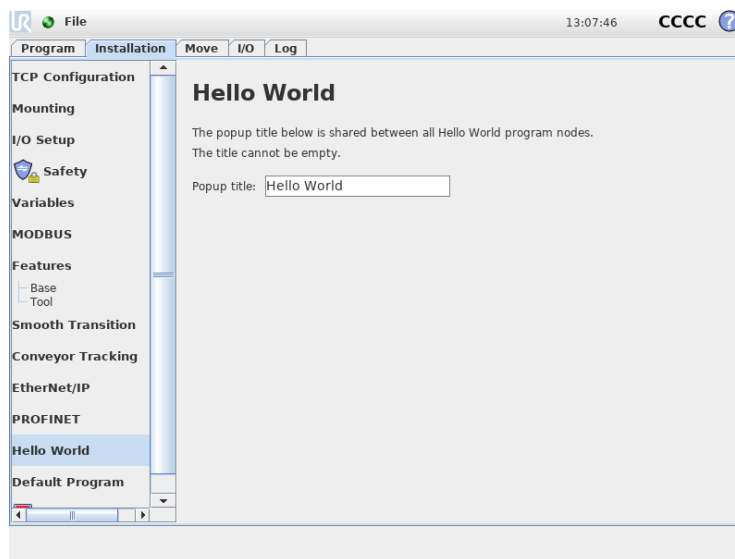 UR File 13:07:46 CCCC ?
Program Installation Move I/O Log
TCP Configuration
Mounting
I/O Setup
Safety
Variables
MODBUS
Features
Base
Tool
Smooth Transition
Conveyor Tracking
EtherNet/IP
PROFINET
Hello World
Default Program
Hello World
The popup title below is shared between all Hello World program nodes.
The title cannot be empty.
Popup title: Hello World